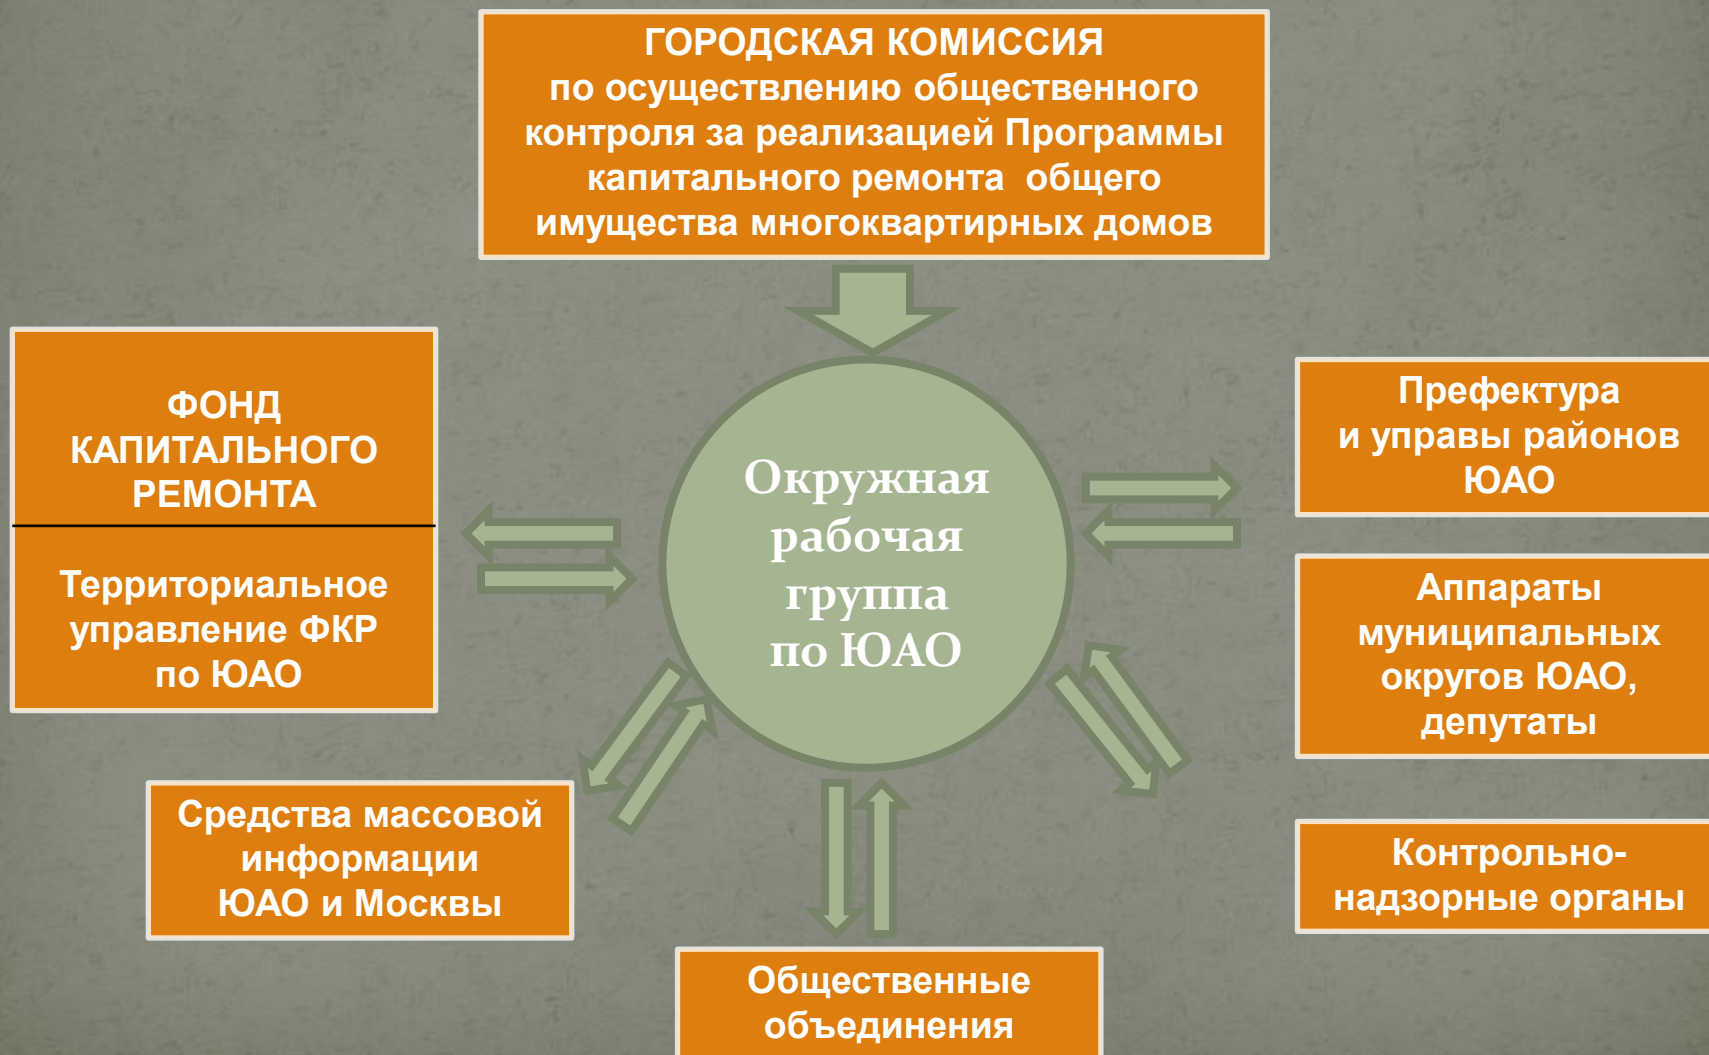 ГОРОДСКАЯ КОМИССИЯ
по осуществлению общественного
контроля за реализацией Программы
капитального ремонта общего
имущества многоквартирных домов
ФОНД
КАПИТАЛЬНОГО
РЕМОНТА
Территориальное
управление ФКР
по ЮАО
Окружная
рабочая
группа
по ЮАО
Префектура
и управы районов
ЮАО
Аппараты
муниципальных
округов ЮАО,
депутаты
Средства массовой
информации
ЮАО и Москвы
Контрольно-
надзорные органы
Общественные
объединения